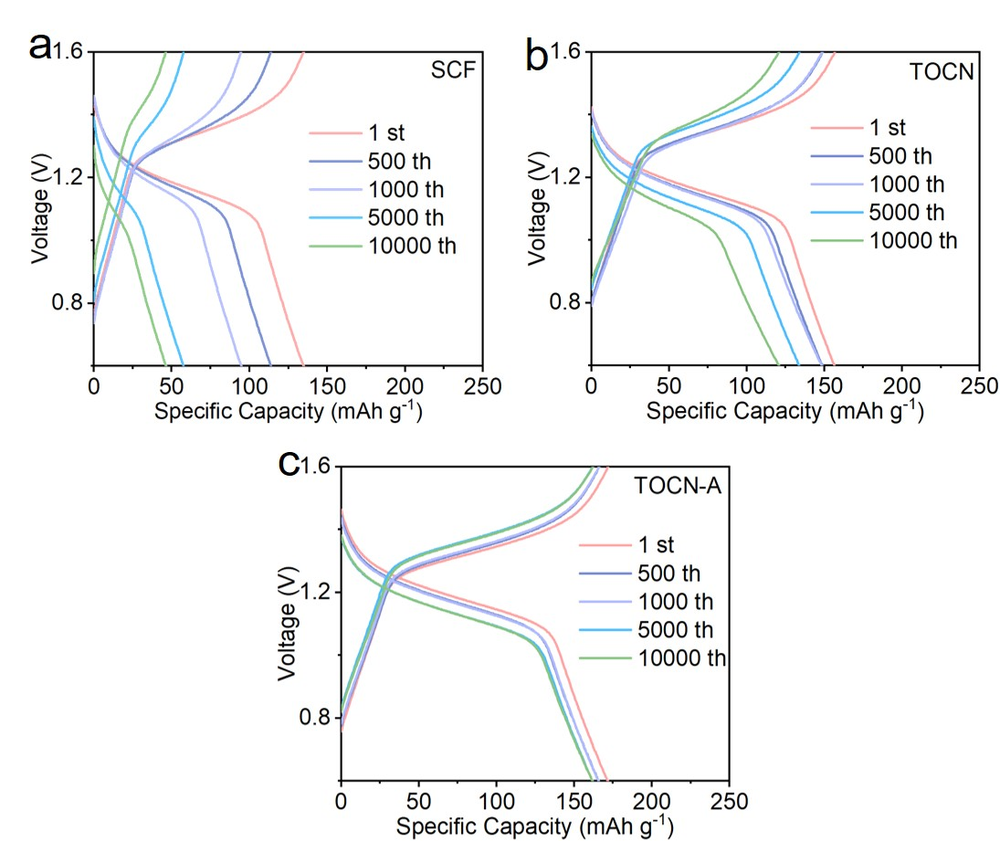 a
1.6
SCF
1 st
500 th
1000 th
5000 th
10000 th
1.2
0.8
Voltage (V)
0 50 100 150 200 250
Specific Capacity (mAh g⁻¹)
b
1.6
TOCN
1 st
500 th
1000 th
5000 th
10000 th
1.2
0.8
Voltage (V)
0 50 100 150 200 250
Specific Capacity (mAh g⁻¹)
c
1.6
TOCN-A
1 st
500 th
1000 th
5000 th
10000 th
1.2
0.8
Voltage (V)
0 50 100 150 200 250
Specific Capacity (mAh g⁻¹)